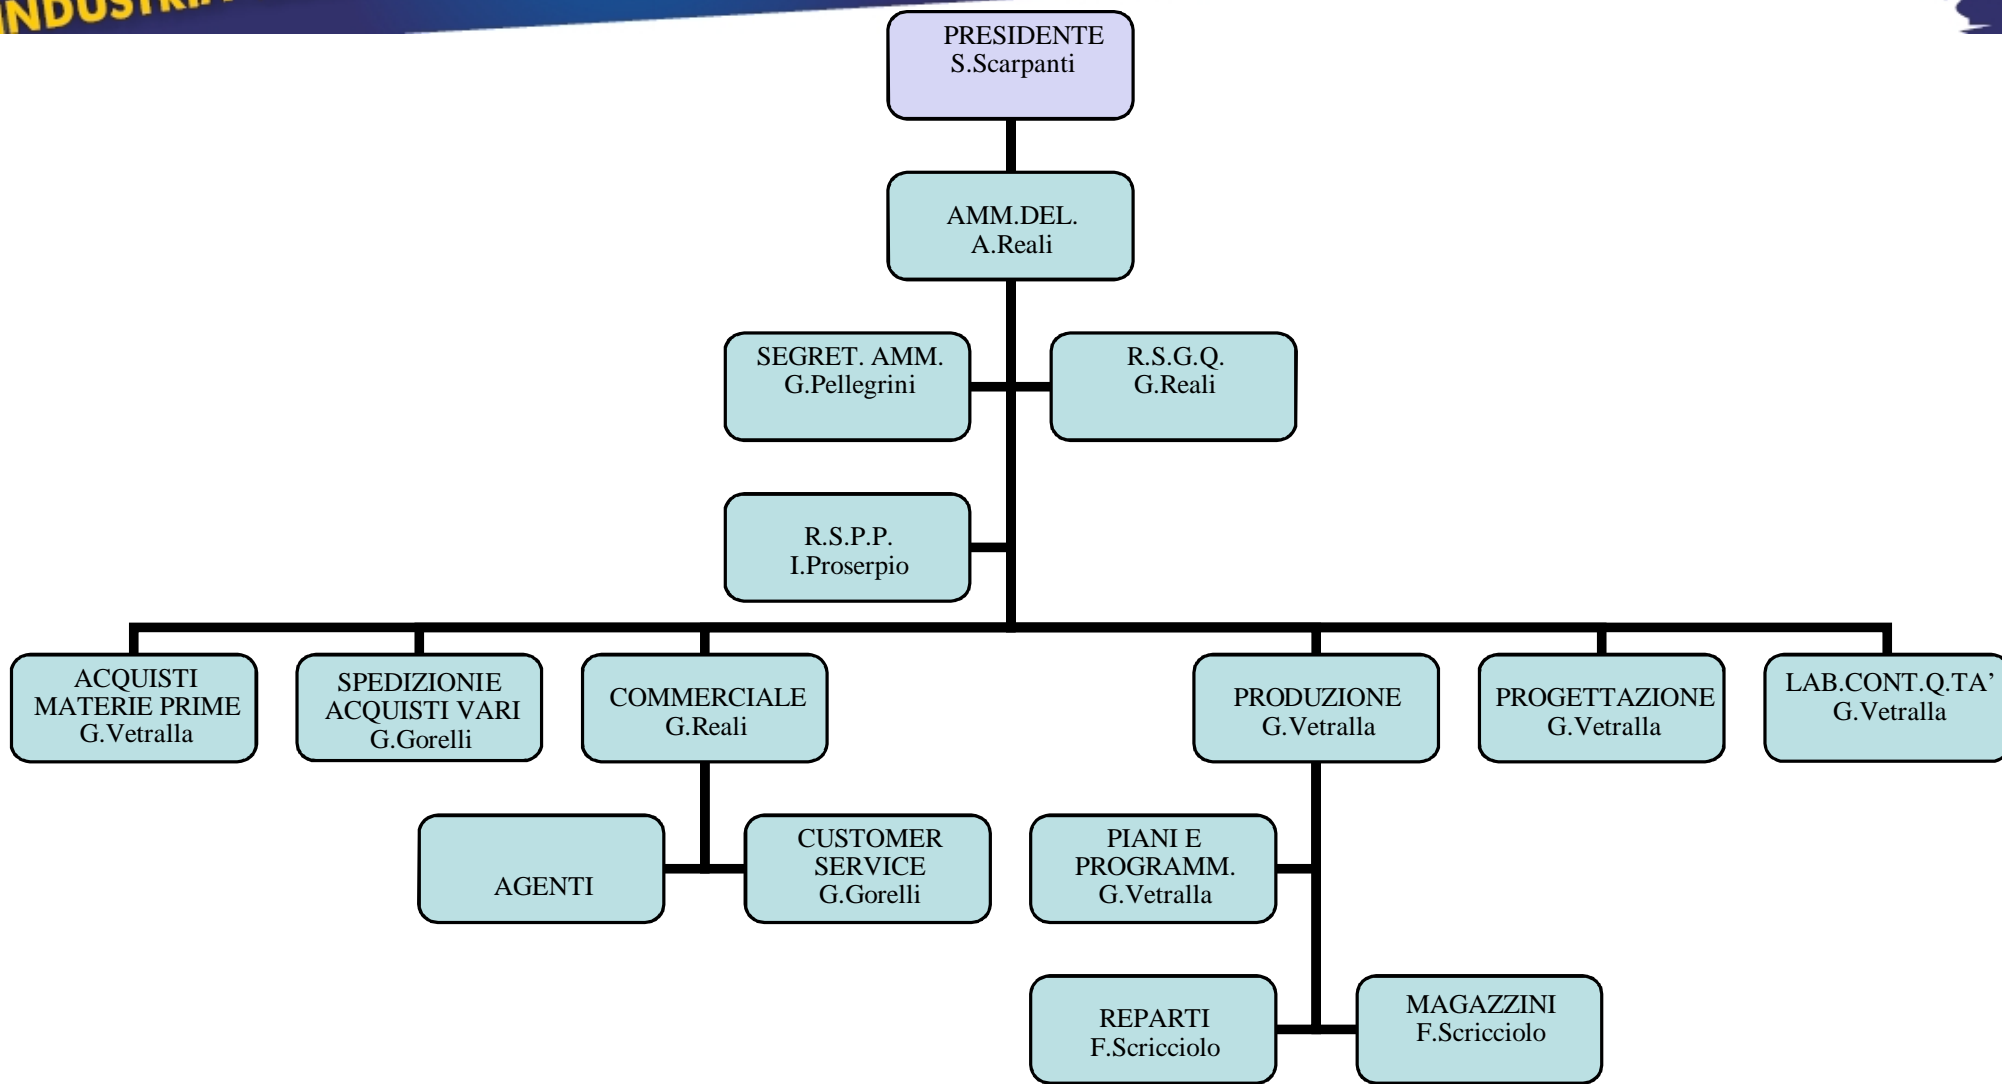 PRESIDENTE
S.Scarpanti
AMM.DEL.
A.Reali
SEGRET. AMM.
G.Pellegrini
R.S.G.Q.
G.Reali
R.S.P.P.
I.Proserpio
ACQUISTI
MATERIE PRIME
G.Vetralla
SPEDIZIONIE
ACQUISTI VARI
G.Gorelli
COMMERCIALE
G.Reali
PRODUZIONE
G.Vetralla
PROGETTAZIONE
G.Vetralla
LAB.CONT.Q.TA’
G.Vetralla
AGENTI
CUSTOMER
SERVICE
G.Gorelli
PIANI E
PROGRAMM.
G.Vetralla
REPARTI
F.Scricciolo
MAGAZZINI
F.Scricciolo